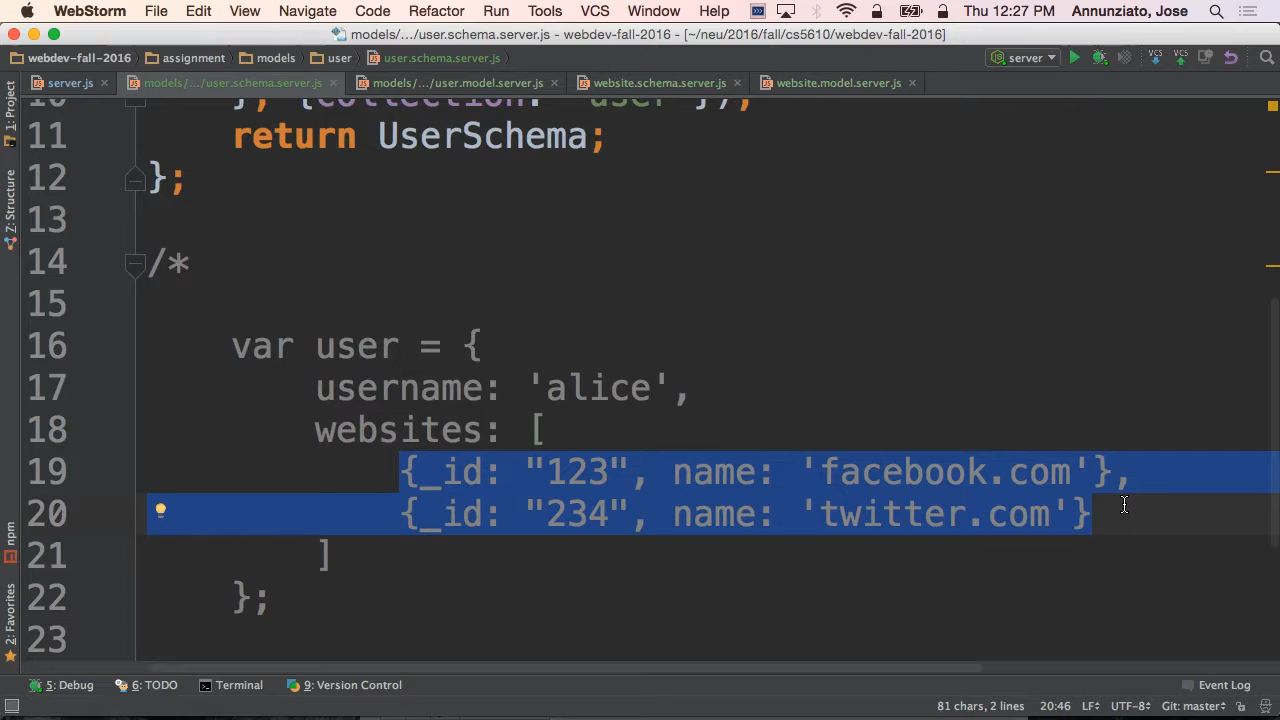 WebStorm File Edit View Navigate Code Refactor Run Tools VCS Window Help Thu 12:27 PM Annunziato, Jose
models/.../user.schema.server.js - webdev-fall-2016 - [~/neu/2016/fall/cs5610/webdev-fall-2016]
webdev-fall-2016 assignment models user user.schema.server.js server VCS VCS
server.js models/.../user.schema.server.js models/.../user.model.server.js website.schema.server.js website.model.server.js
1: Project
Z: Structure
npm
2: Favorites
10 }, {collection: "user"});
11 return UserSchema;
12 };
13
14 /*
15
16 var user = {
17 username: 'alice',
18 websites: [
19 {_id: "123", name: 'facebook.com'},
20 {_id: "234", name: 'twitter.com'}
21 ]
22 };
23
5: Debug 6: TODO Terminal 9: Version Control Event Log
81 chars, 2 lines 20:46 LF÷ UTF-8÷ Git: master÷